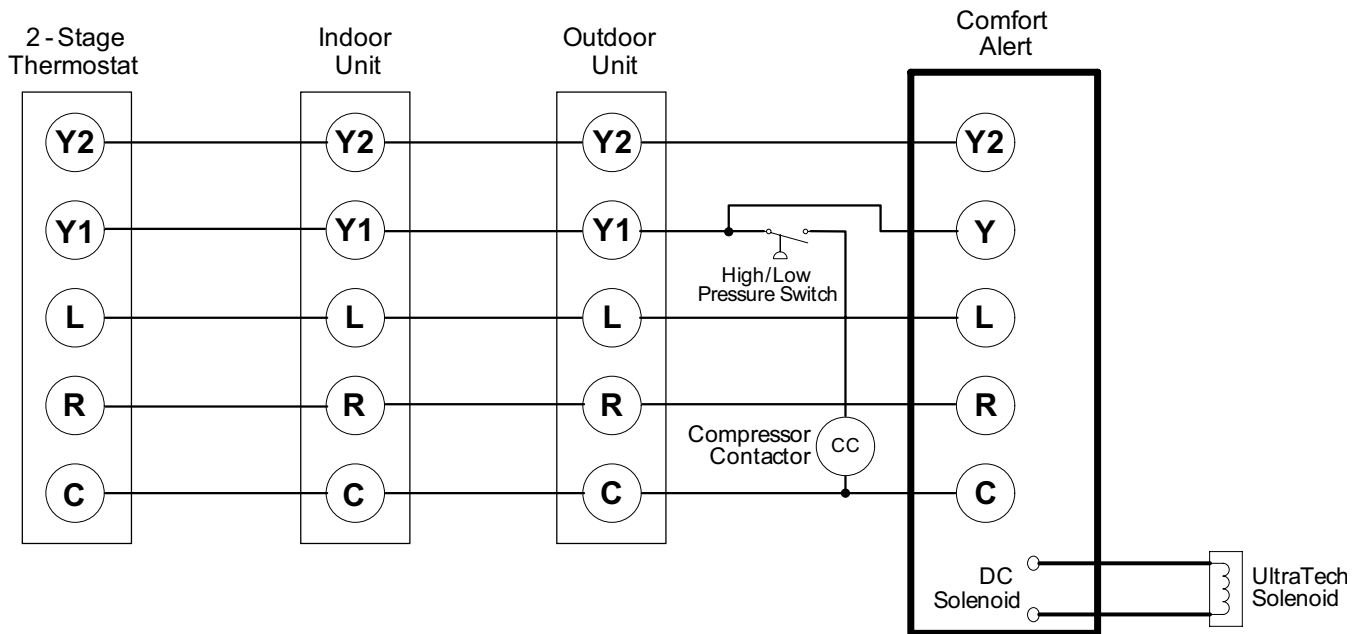 2-Stage
Thermostat
Indoor
Unit
Outdoor
Unit
Comfort
Alert
Y2
Y2
Y2
Y2
Y1
Y1
Y1
Y
High/Low
Pressure Switch
L
L
L
L
R
R
R
R
Compressor
Contactor
CC
C
C
C
C
DC
Solenoid
UltraTech
Solenoid